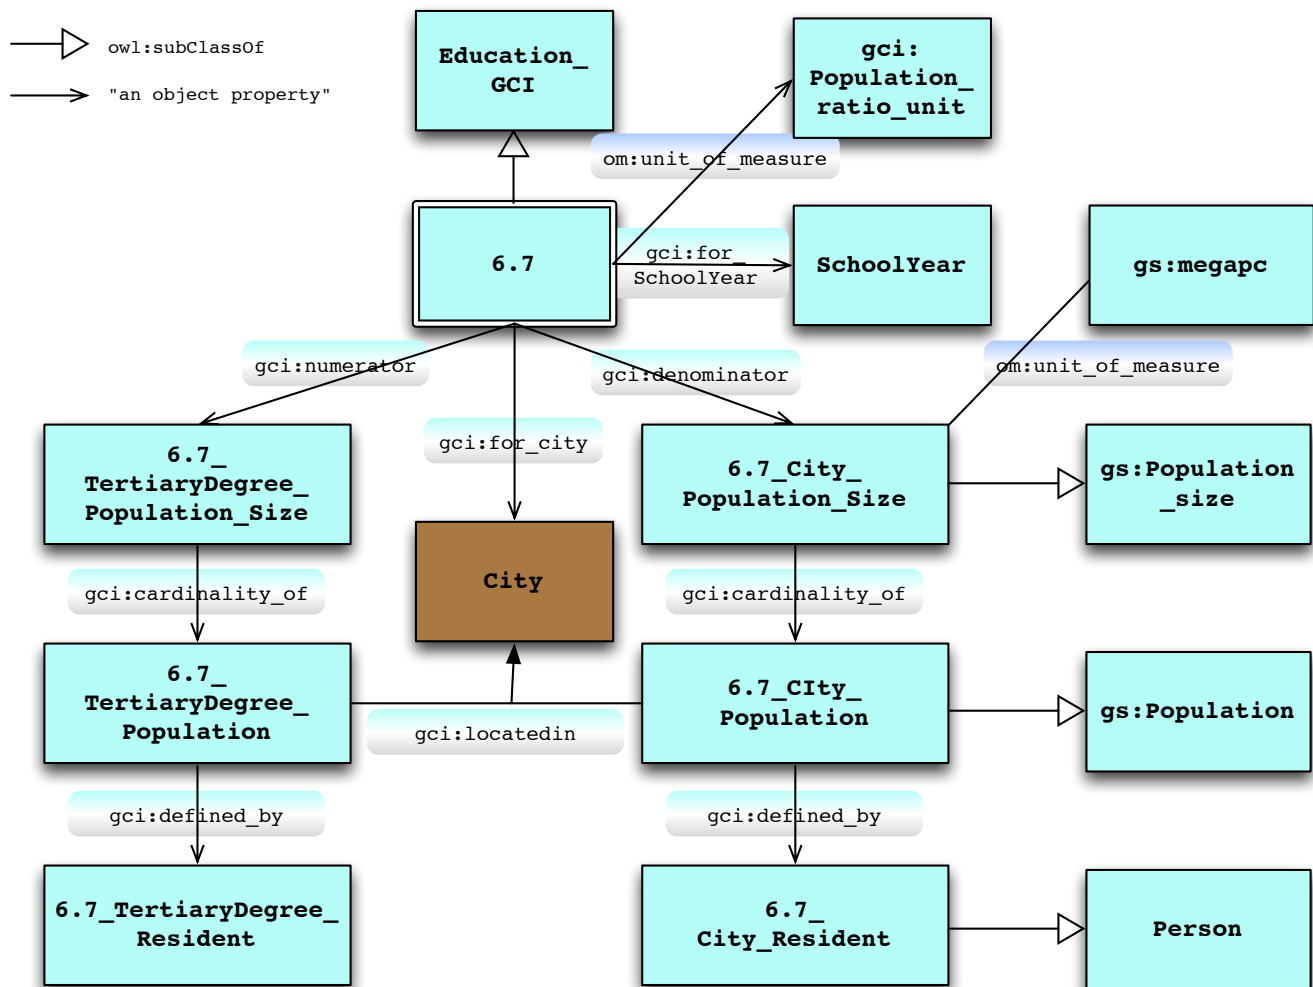 owl:subClassOf
"an object property"
Education_
GCI
gci:
Population_
ratio_unit
om:unit_of_measure
6.7
gci:for_
SchoolYear
SchoolYear
gs:megapc
gci:numerator
gci:denominator
om:unit_of_measure
6.7_
TertiaryDegree_
Population_Size
gci:for_city
6.7_City_
Population_Size
gs:Population
_size
City
gci:cardinality_of
gci:cardinality_of
6.7_
TertiaryDegree_
Population
gci:locatedin
6.7_CIty_
Population
gs:Population
gci:defined_by
gci:defined_by
6.7_TertiaryDegree_
Resident
6.7_
City_Resident
Person